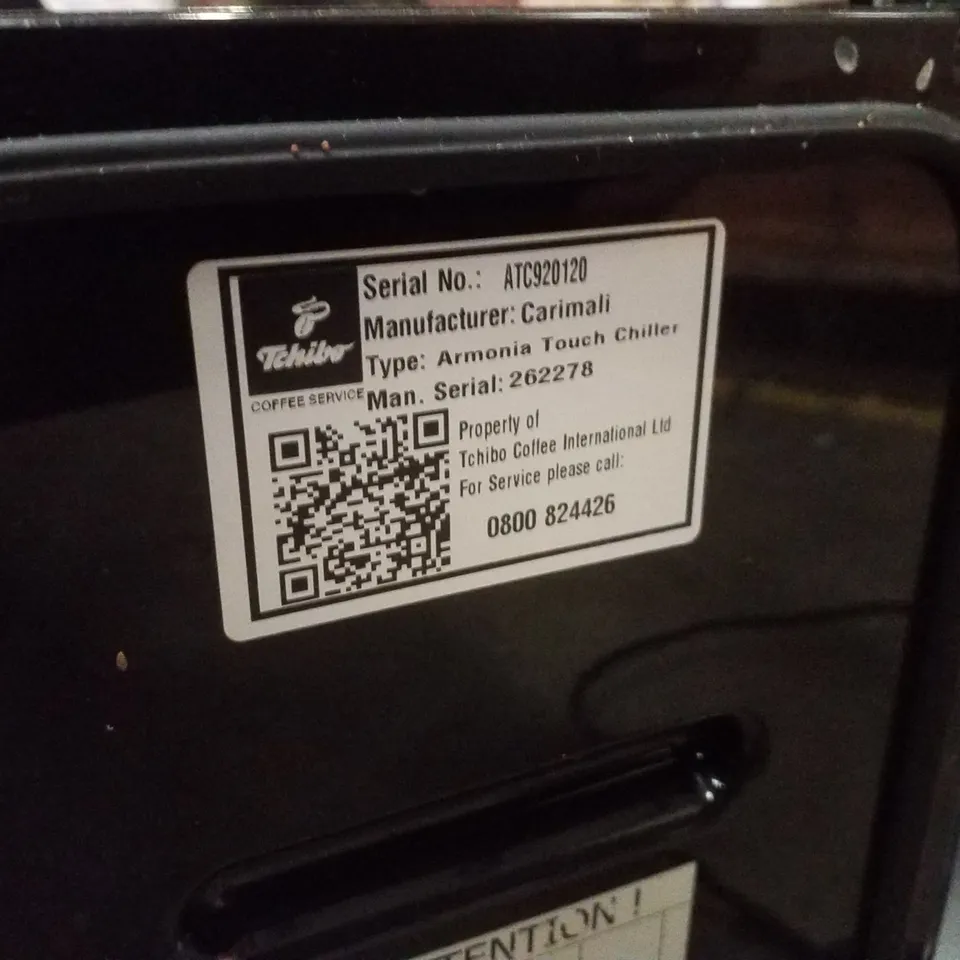 Tchibo
COFFEE SERVICE
Serial No.: ATC920120
Manufacturer: Carimali
Type: Armonia Touch Chiller
Man. Serial: 262278
Property of
Tchibo Coffee International Ltd
For Service please call:
0800 824426
TENTION !